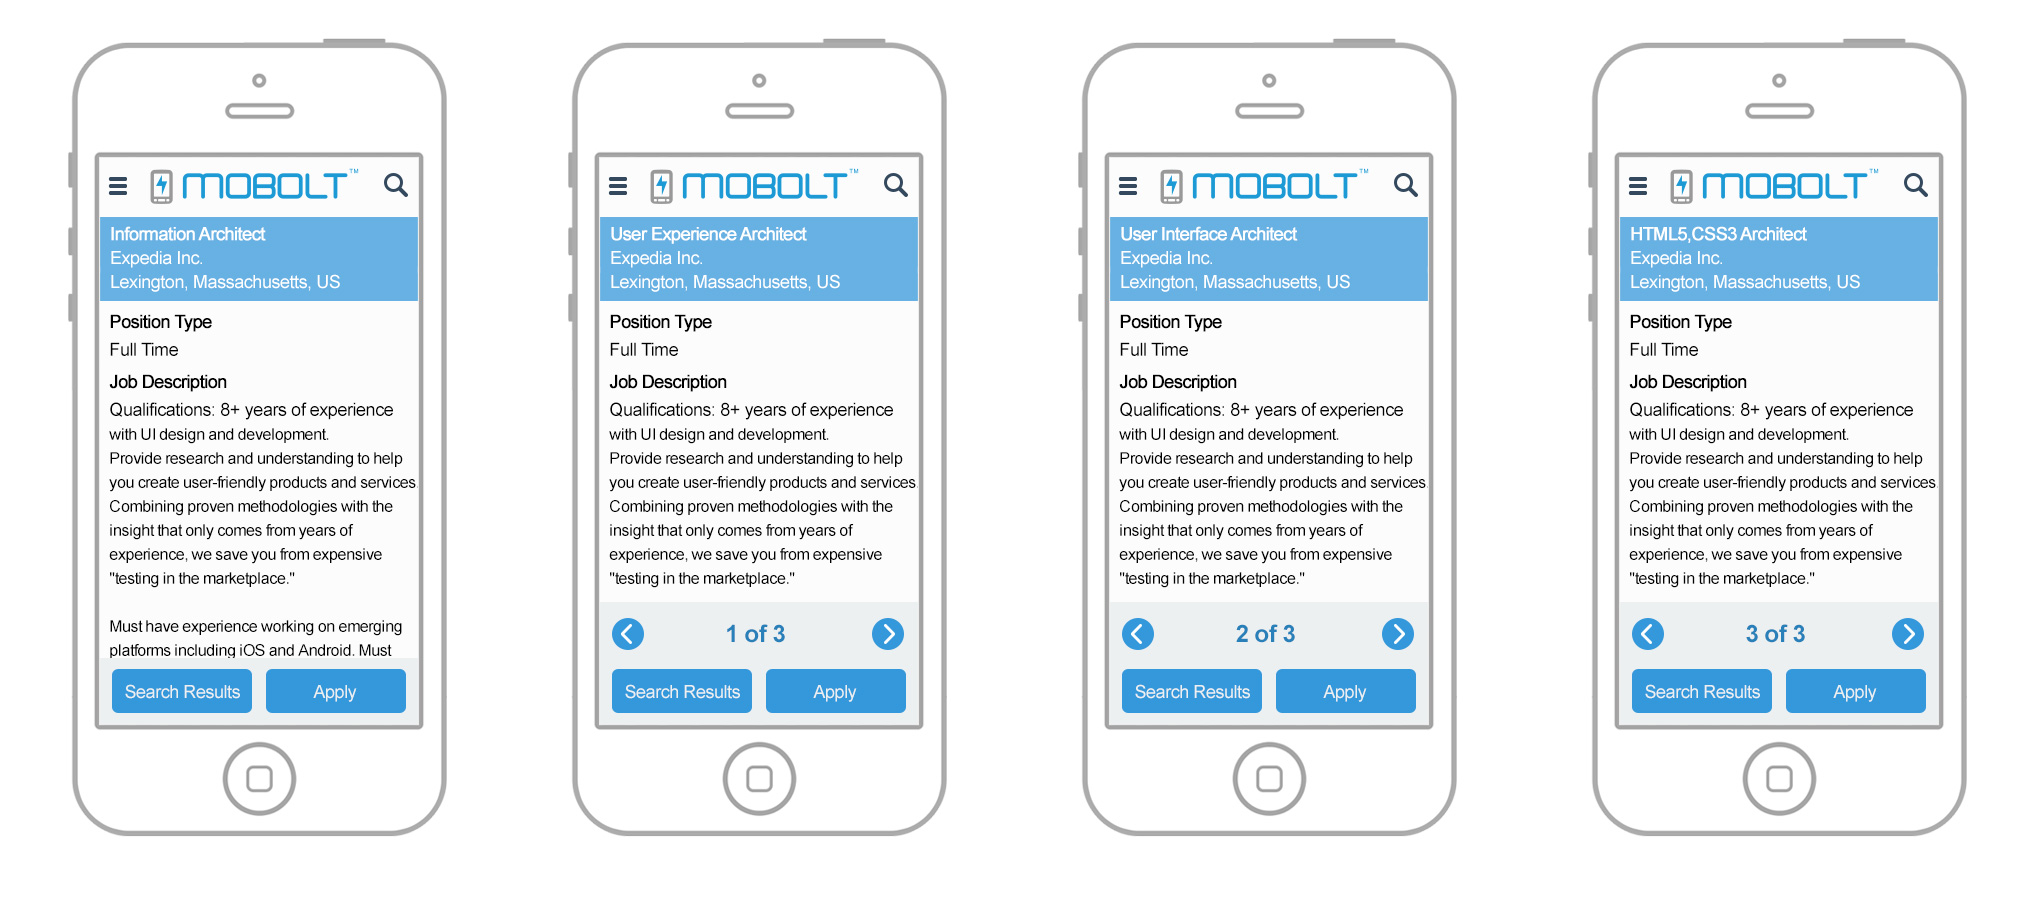 MOBOLT™
Information Architect
Expedia Inc.
Lexington, Massachusetts, US
Position Type
Full Time
Job Description
Qualifications: 8+ years of experience
with UI design and development.
Provide research and understanding to help
you create user-friendly products and services.
Combining proven methodologies with the
insight that only comes from years of
experience, we save you from expensive
"testing in the marketplace."
Must have experience working on emerging
platforms including iOS and Android. Must
Search Results
Apply
MOBOLT™
User Experience Architect
Expedia Inc.
Lexington, Massachusetts, US
Position Type
Full Time
Job Description
Qualifications: 8+ years of experience
with UI design and development.
Provide research and understanding to help
you create user-friendly products and services.
Combining proven methodologies with the
insight that only comes from years of
experience, we save you from expensive
"testing in the marketplace."
1 of 3
Search Results
Apply
MOBOLT™
User Interface Architect
Expedia Inc.
Lexington, Massachusetts, US
Position Type
Full Time
Job Description
Qualifications: 8+ years of experience
with UI design and development.
Provide research and understanding to help
you create user-friendly products and services
Combining proven methodologies with the
insight that only comes from years of
experience, we save you from expensive
"testing in the marketplace."
2 of 3
Search Results
Apply
MOBOLT™
HTML5,CSS3 Architect
Expedia Inc.
Lexington, Massachusetts, US
Position Type
Full Time
Job Description
Qualifications: 8+ years of experience
with UI design and development.
Provide research and understanding to help
you create user-friendly products and services.
Combining proven methodologies with the
insight that only comes from years of
experience, we save you from expensive
"testing in the marketplace."
3 of 3
Search Results
Apply